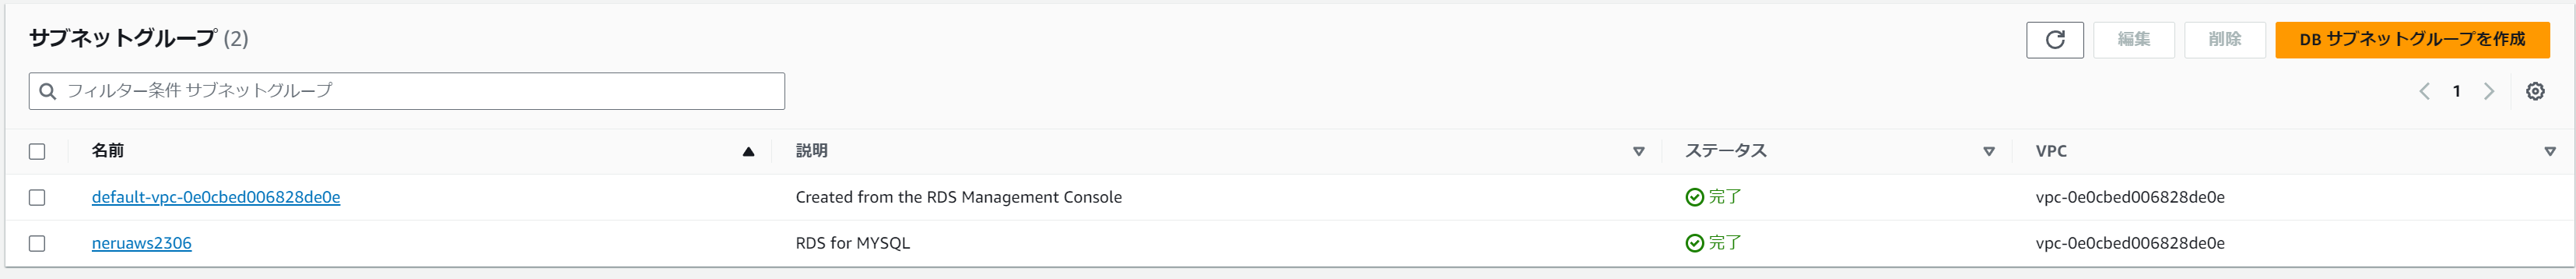 サブネットグループ (2)
編集
削除
DB サブネットグループを作成
フィルター条件 サブネットグループ
1
名前 説明 ステータス VPC
default-vpc-0e0cbed006828de0e Created from the RDS Management Console 完了 vpc-0e0cbed006828de0e
neruaws2306 RDS for MYSQL 完了 vpc-0e0cbed006828de0e